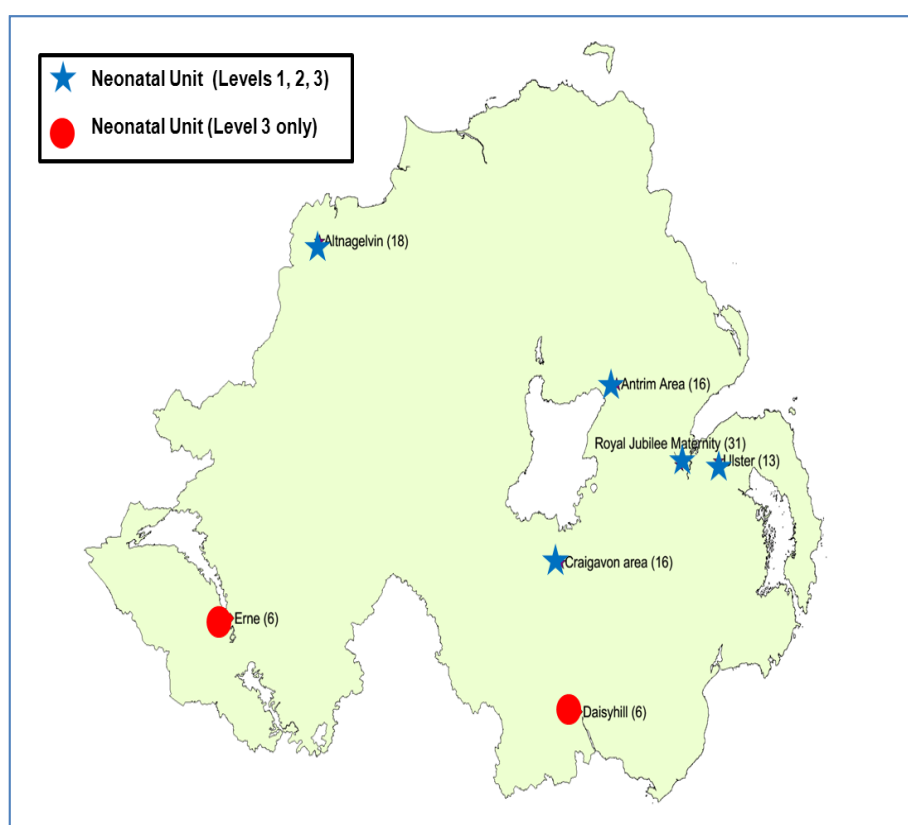 Neonatal Unit (Levels 1, 2, 3)
Neonatal Unit (Level 3 only)
Altnagelvin (18)
Antrim Area (16)
Royal Jubilee Maternity (31)
Ulster (13)
Craigavon area (16)
Erne (6)
Daisyhill (6)